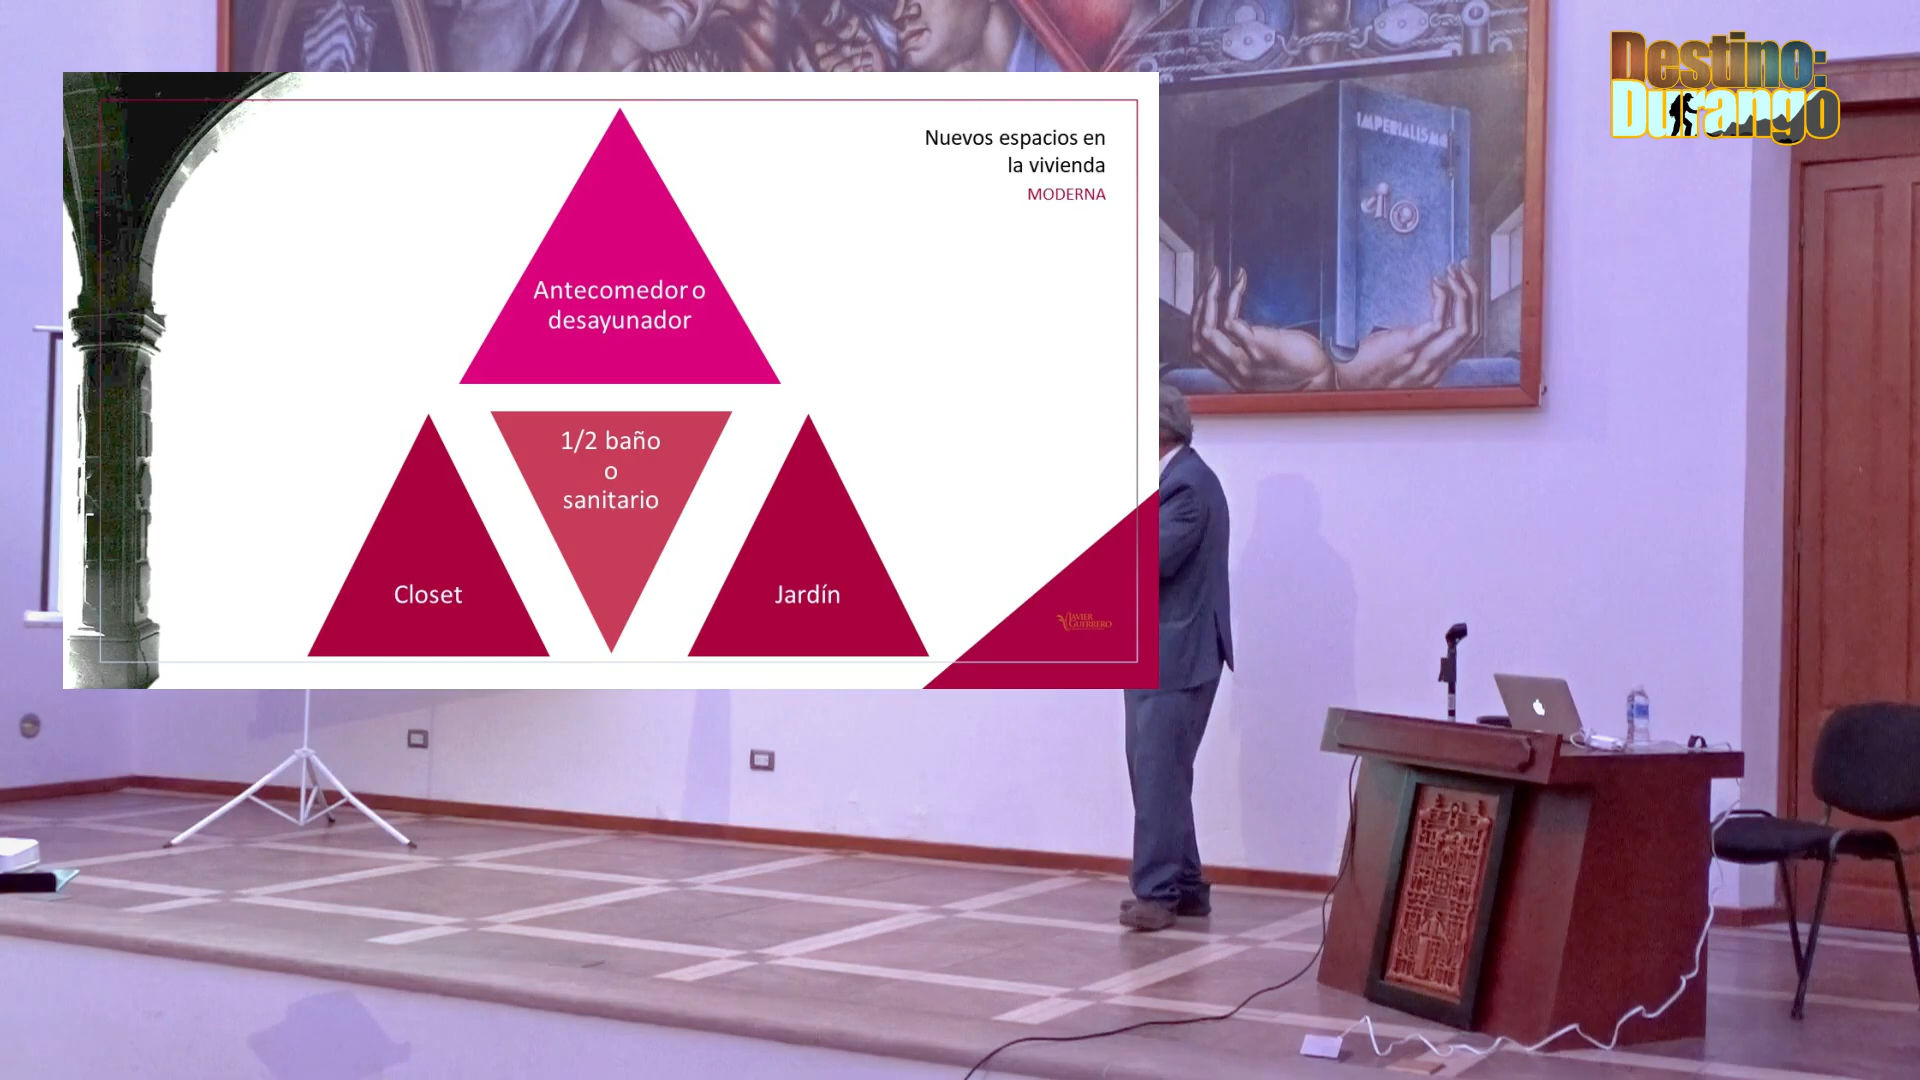 Destino:
Durango
IMPERIALISMO
Nuevos espacios en
la vivienda
MODERNA
Antecomedor o
desayunador
1/2 baño
o
sanitario
Closet
Jardín
JAVIER
GUERRERO